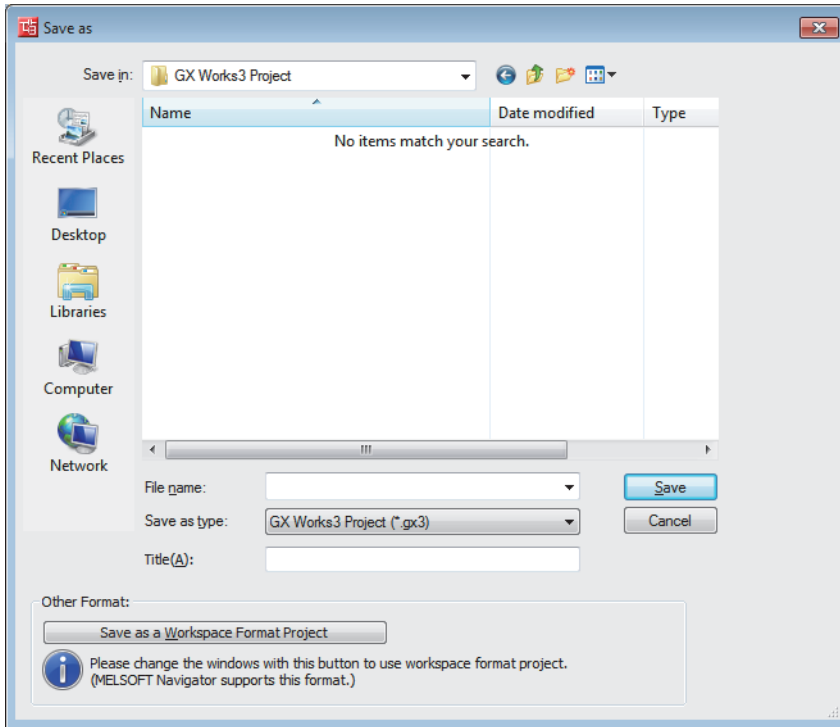 Save as
Save in: GX Works3 Project
Name Date modified Type
No items match your search.
Recent Places
Desktop
Libraries
Computer
Network
File name: Save
Save as type: GX Works3 Project (*.gx3) Cancel
Title(A):
Other Format:
Save as a Workspace Format Project
Please change the windows with this button to use workspace format project.
(MELSOFT Navigator supports this format.)